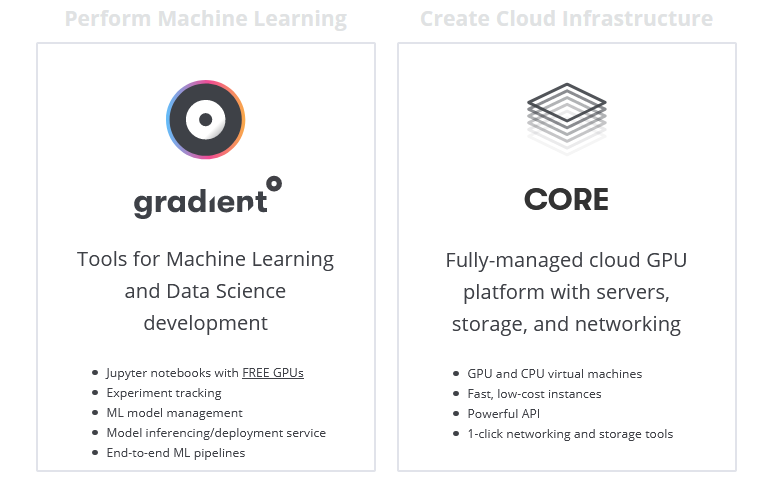 Perform Machine Learning
gradient
Tools for Machine Learning
and Data Science
development
Jupyter notebooks with FREE GPUs
Experiment tracking
ML model management
Model inferencing/deployment service
End-to-end ML pipelines
Create Cloud Infrastructure
CORE
Fully-managed cloud GPU
platform with servers,
storage, and networking
GPU and CPU virtual machines
Fast, low-cost instances
Powerful API
1-click networking and storage tools